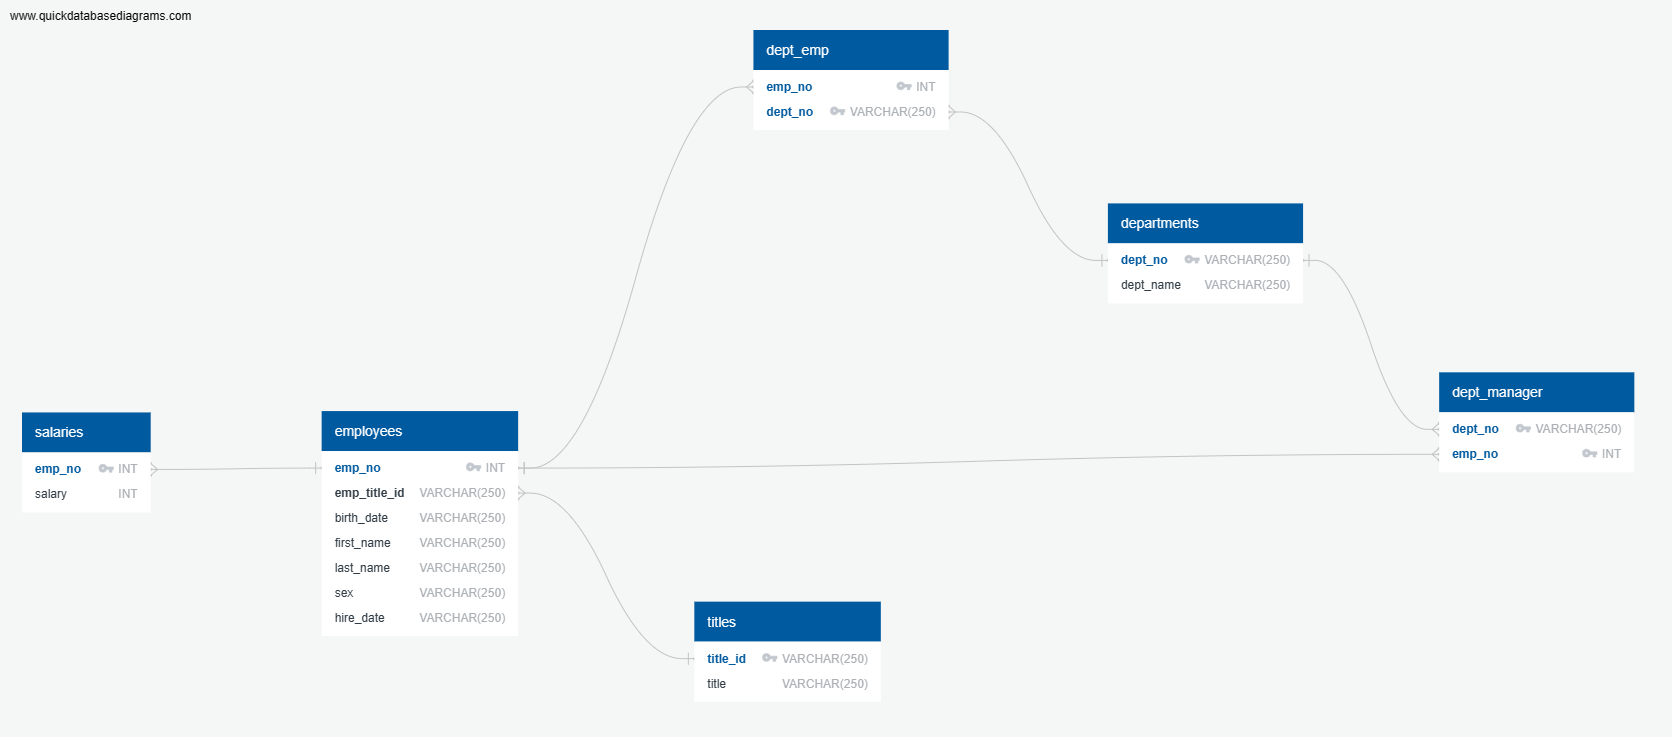 www.quickdatabasediagrams.com
dept_emp
emp_no INT
dept_no VARCHAR(250)
departments
dept_no VARCHAR(250)
dept_name VARCHAR(250)
dept_manager
dept_no VARCHAR(250)
emp_no INT
salaries
emp_no INT
salary INT
employees
emp_no INT
emp_title_id VARCHAR(250)
birth_date VARCHAR(250)
first_name VARCHAR(250)
last_name VARCHAR(250)
sex VARCHAR(250)
hire_date VARCHAR(250)
titles
title_id VARCHAR(250)
title VARCHAR(250)